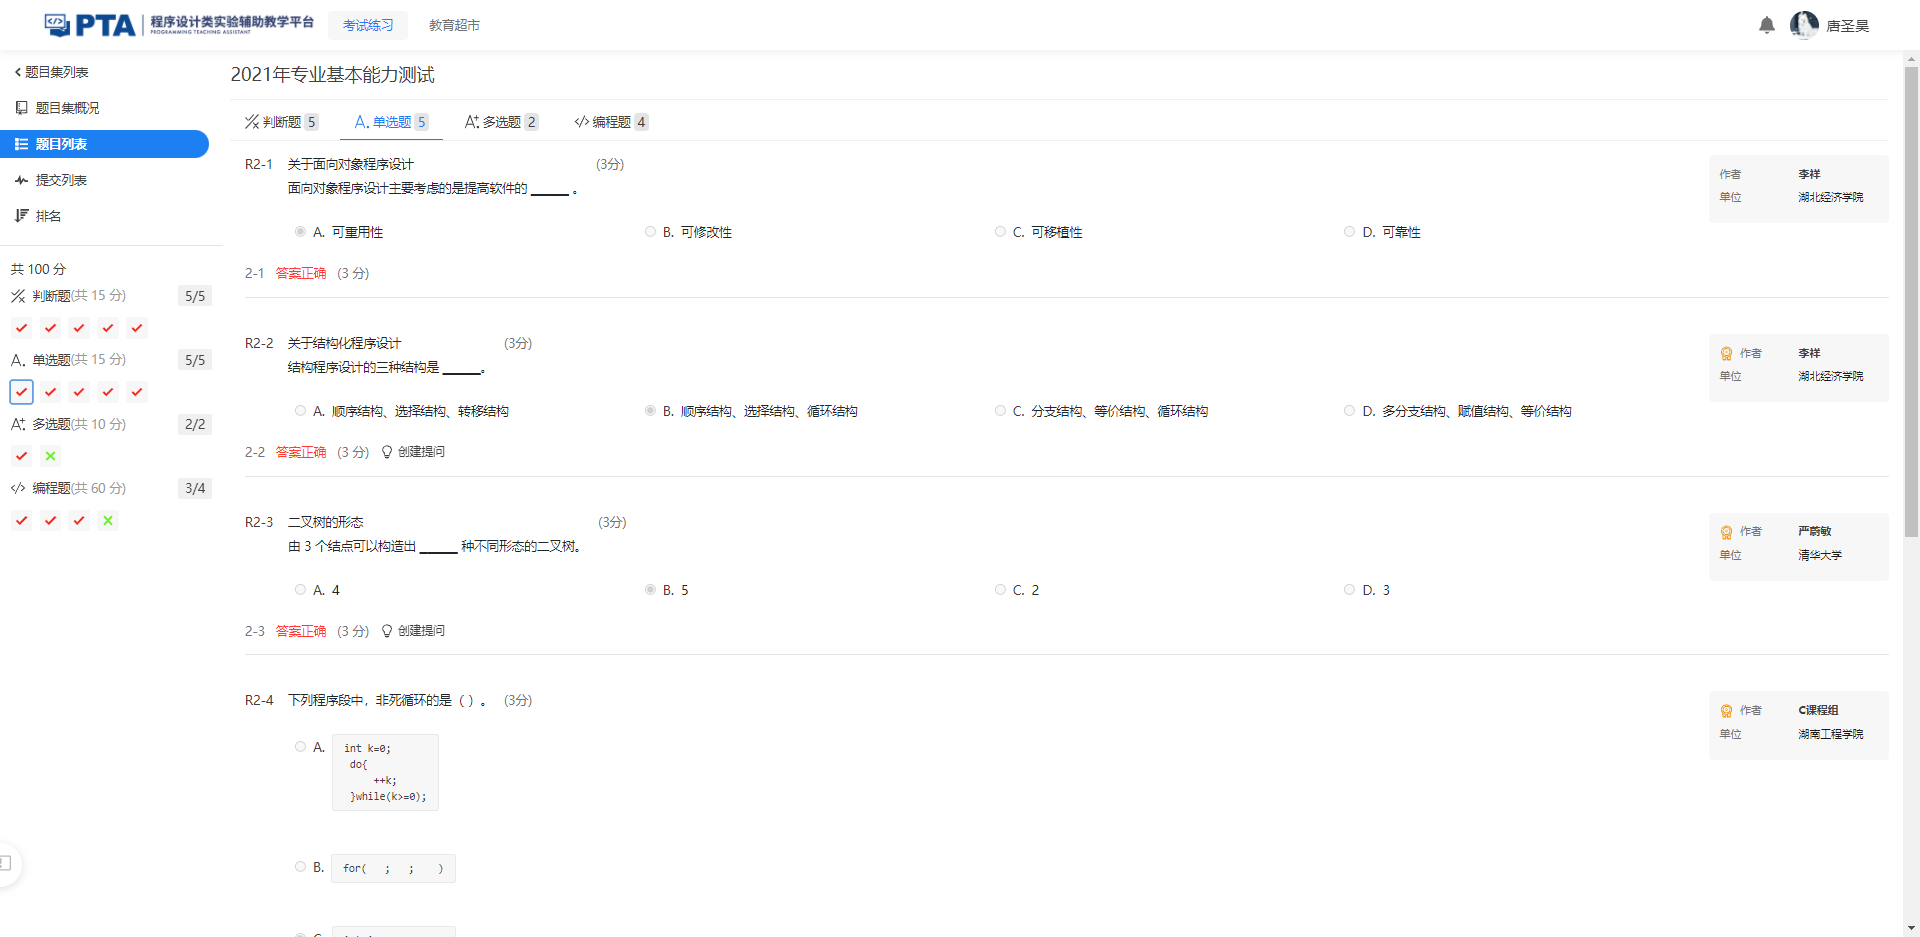 PTA 程序设计类实验辅助教学平台
PROGRAMMING TEACHING ASSISTANT
考试练习 教育超市
唐圣昊
题目集列表
题目集概况
题目列表
提交列表
排名
共 100 分
判断题(共 15 分) 5/5
单选题(共 15 分) 5/5
多选题(共 10 分) 2/2
编程题(共 60 分) 3/4
2021年专业基本能力测试
判断题 5 单选题 5 多选题 2 编程题 4
R2-1 关于面向对象程序设计 (3分)
面向对象程序设计主要考虑的是提高软件的 ______ 。
A. 可重用性 B. 可修改性 C. 可移植性 D. 可靠性
2-1 答案正确 (3 分)
作者 李祥
单位 湖北经济学院
R2-2 关于结构化程序设计 (3分)
结构程序设计的三种结构是 ______。
A. 顺序结构、选择结构、转移结构 B. 顺序结构、选择结构、循环结构 C. 分支结构、等价结构、循环结构 D. 多分支结构、赋值结构、等价结构
2-2 答案正确 (3 分) 创建提问
作者 李祥
单位 湖北经济学院
R2-3 二叉树的形态 (3分)
由 3 个结点可以构造出 ______ 种不同形态的二叉树。
A. 4 B. 5 C. 2 D. 3
2-3 答案正确 (3 分) 创建提问
作者 严蔚敏
单位 清华大学
R2-4 下列程序段中，非死循环的是（ ）。 (3分)
A. int k=0;
do{
++k;
}while(k>=0);
B. for( ; ; )
作者 C课程组
单位 湖南工程学院